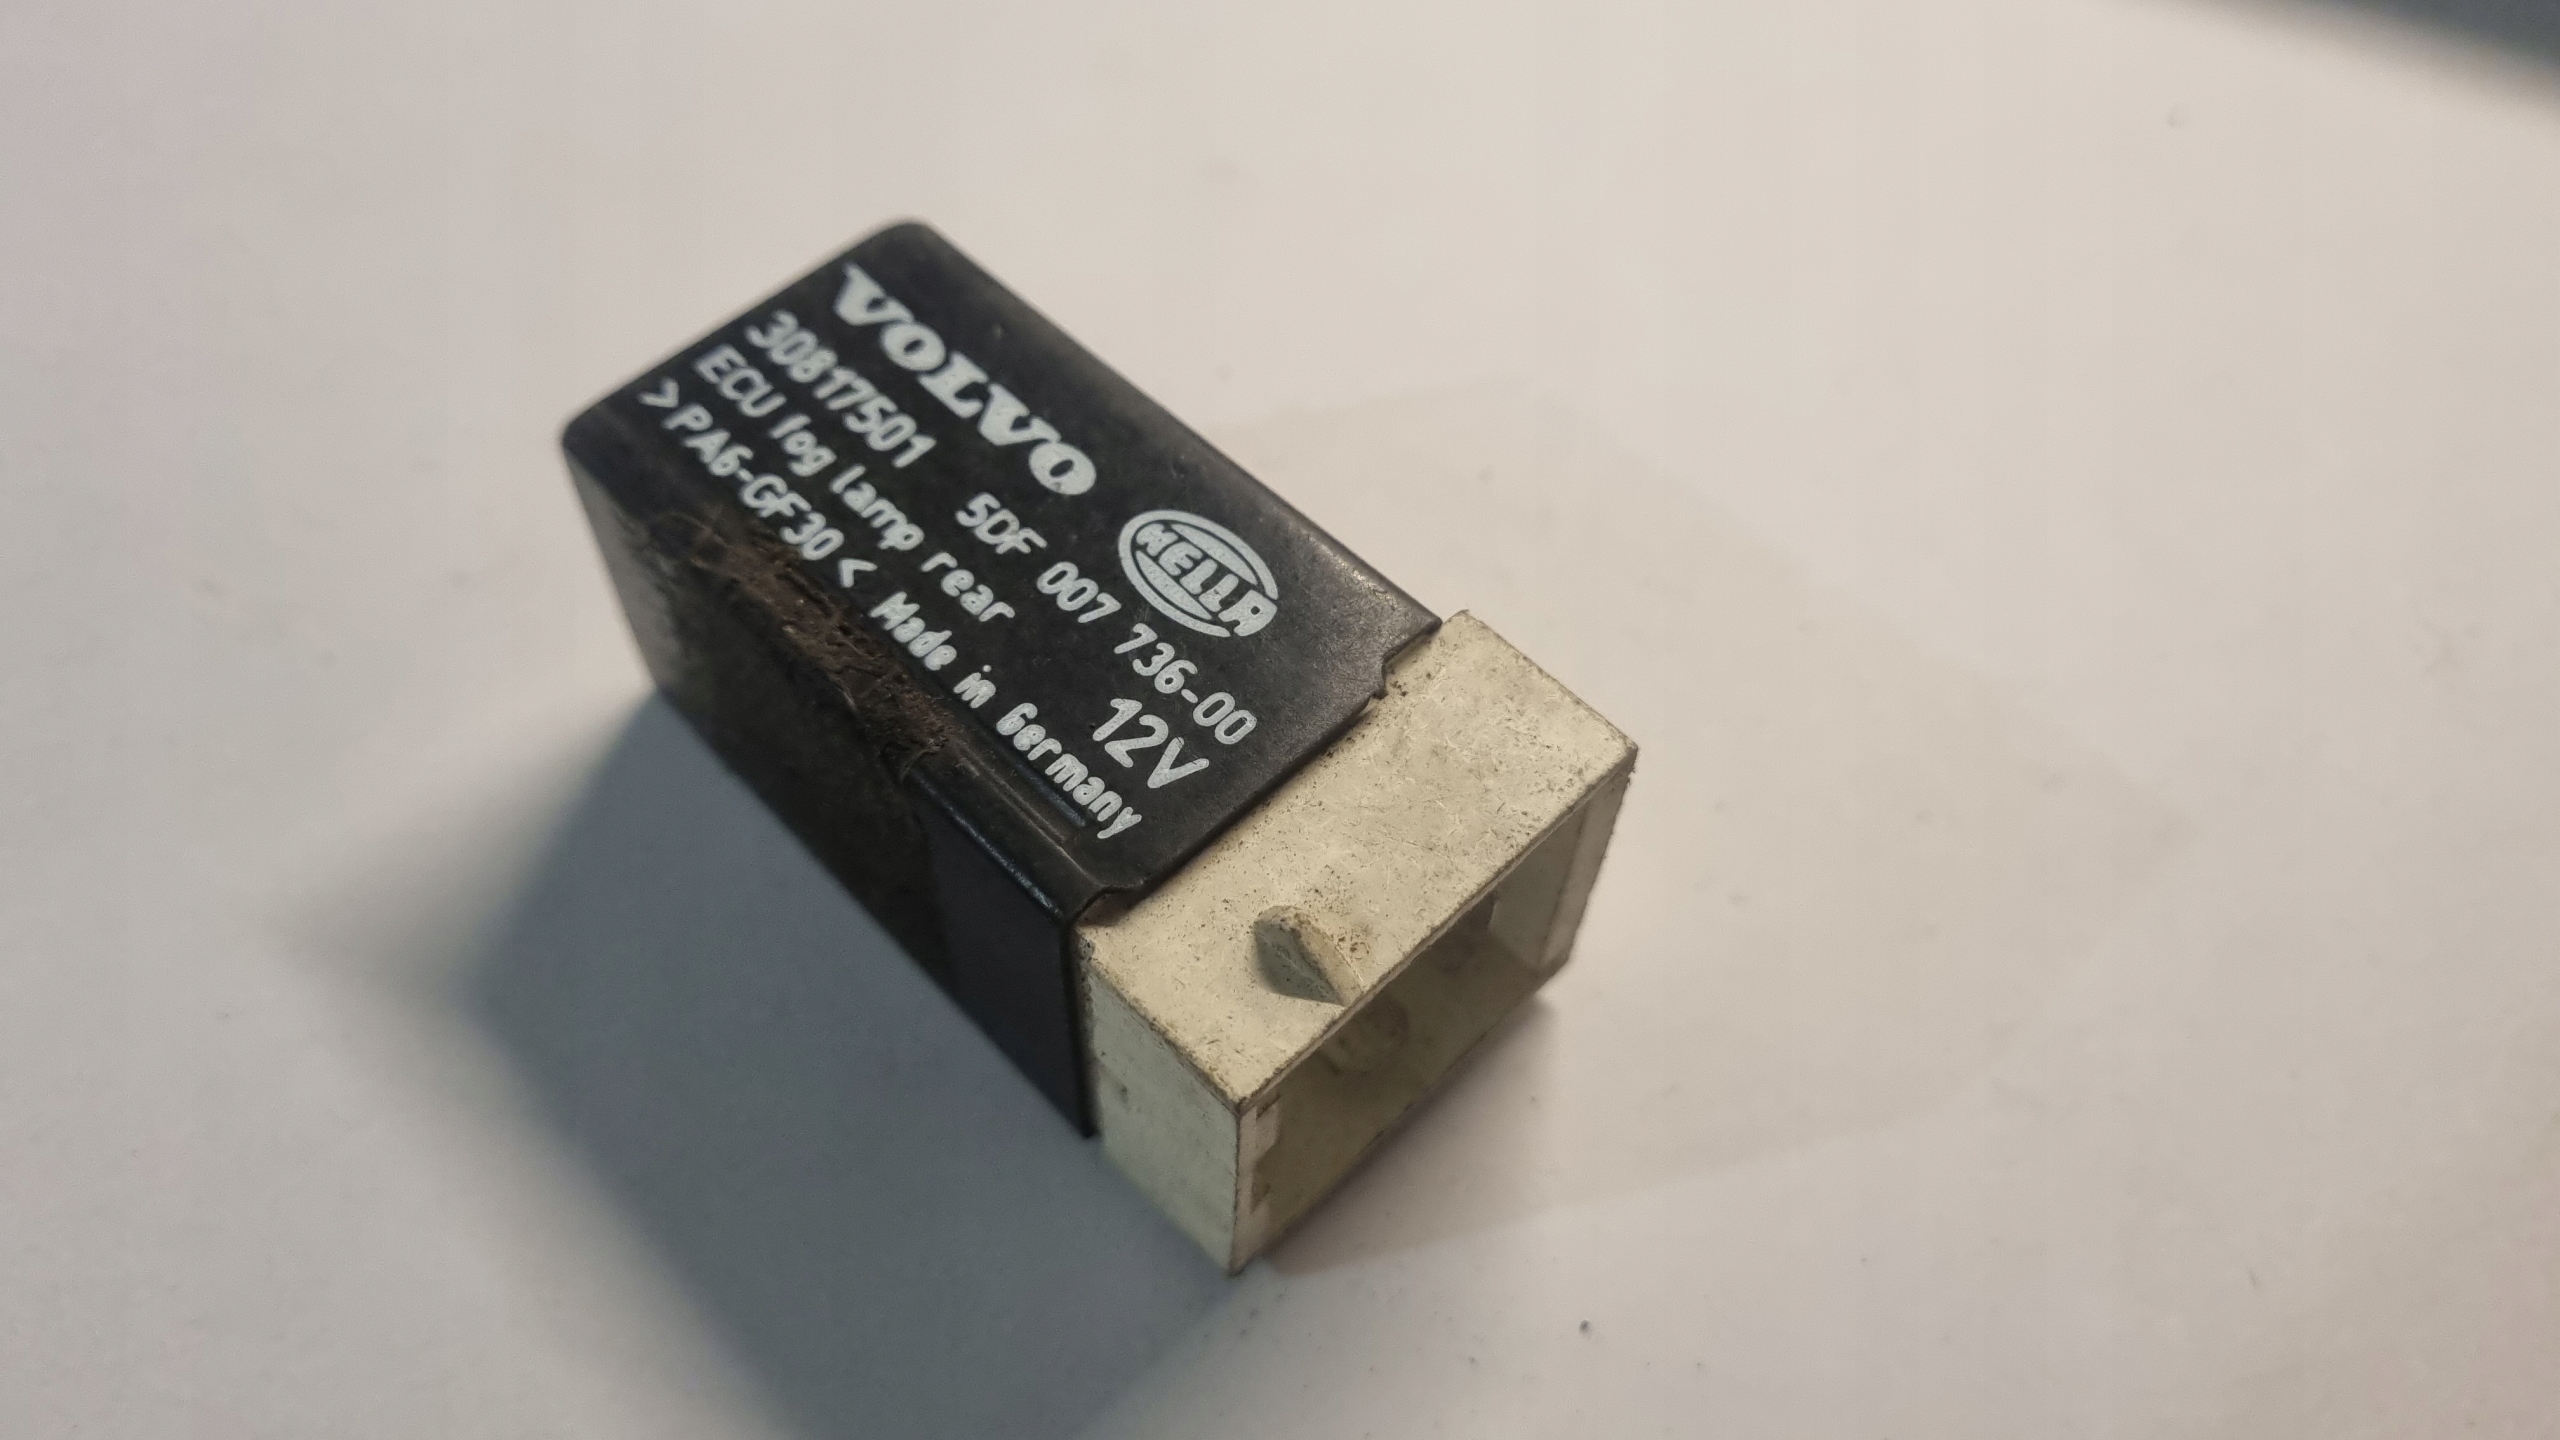 VOLVO
HELLA
30817501 5DF 007 736-00
ECU fog lamp rear 12V
>PA6-GF30< Made in Germany